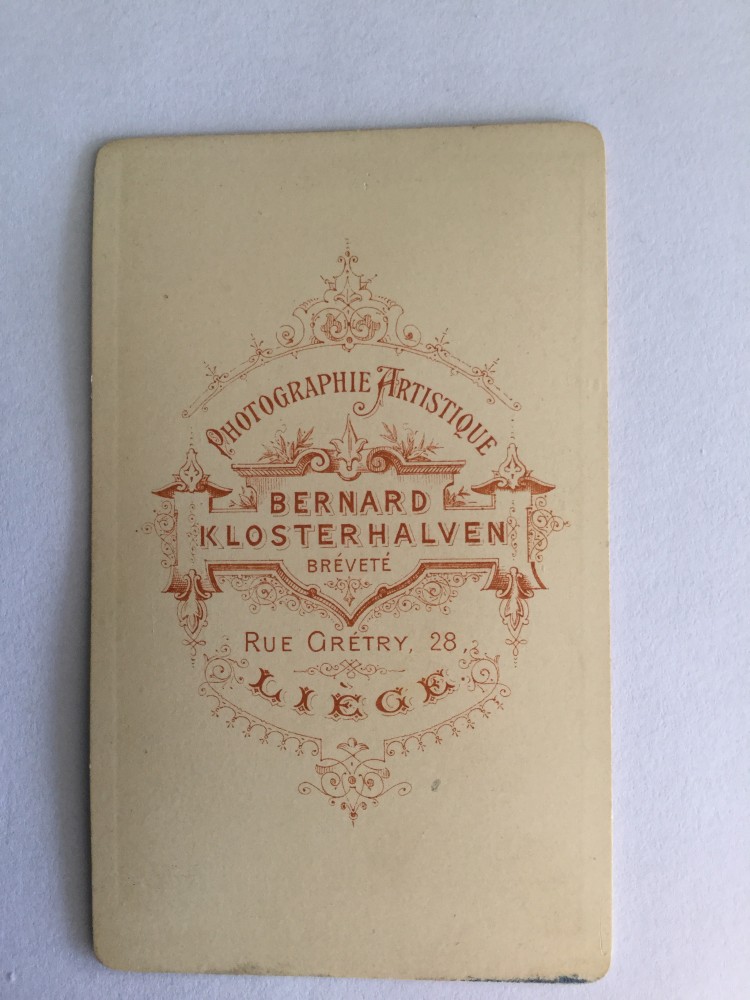 PHOTOGRAPHIE ARTISTIQUE
BERNARD
KLOSTERHALVEN
BRÉVETÉ
RUE GRÉTRY, 28,
LIÈGE